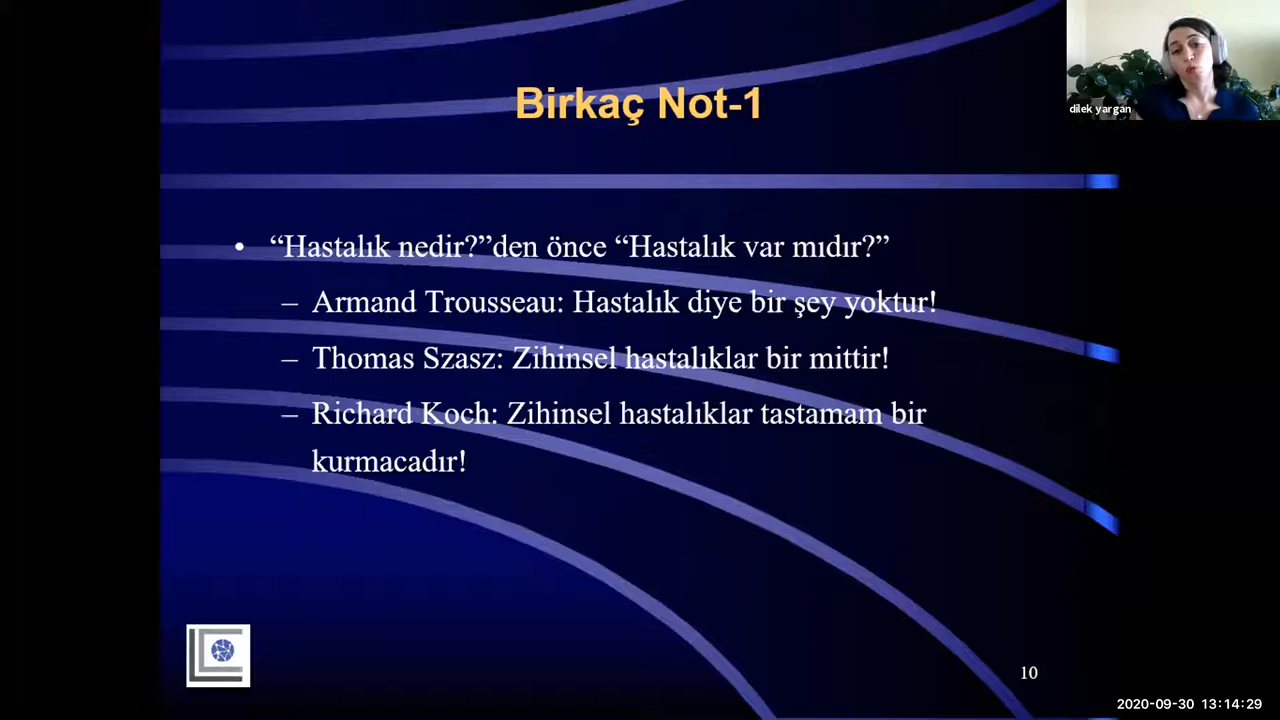 dilek yargan
Birkaç Not-1
• “Hastalık nedir?”den önce “Hastalık var mıdır?”
– Armand Trousseau: Hastalık diye bir şey yoktur!
– Thomas Szasz: Zihinsel hastalıklar bir mittir!
– Richard Koch: Zihinsel hastalıklar tastamam bir
kurmacadır!
10
2020-09-30 13:14:29